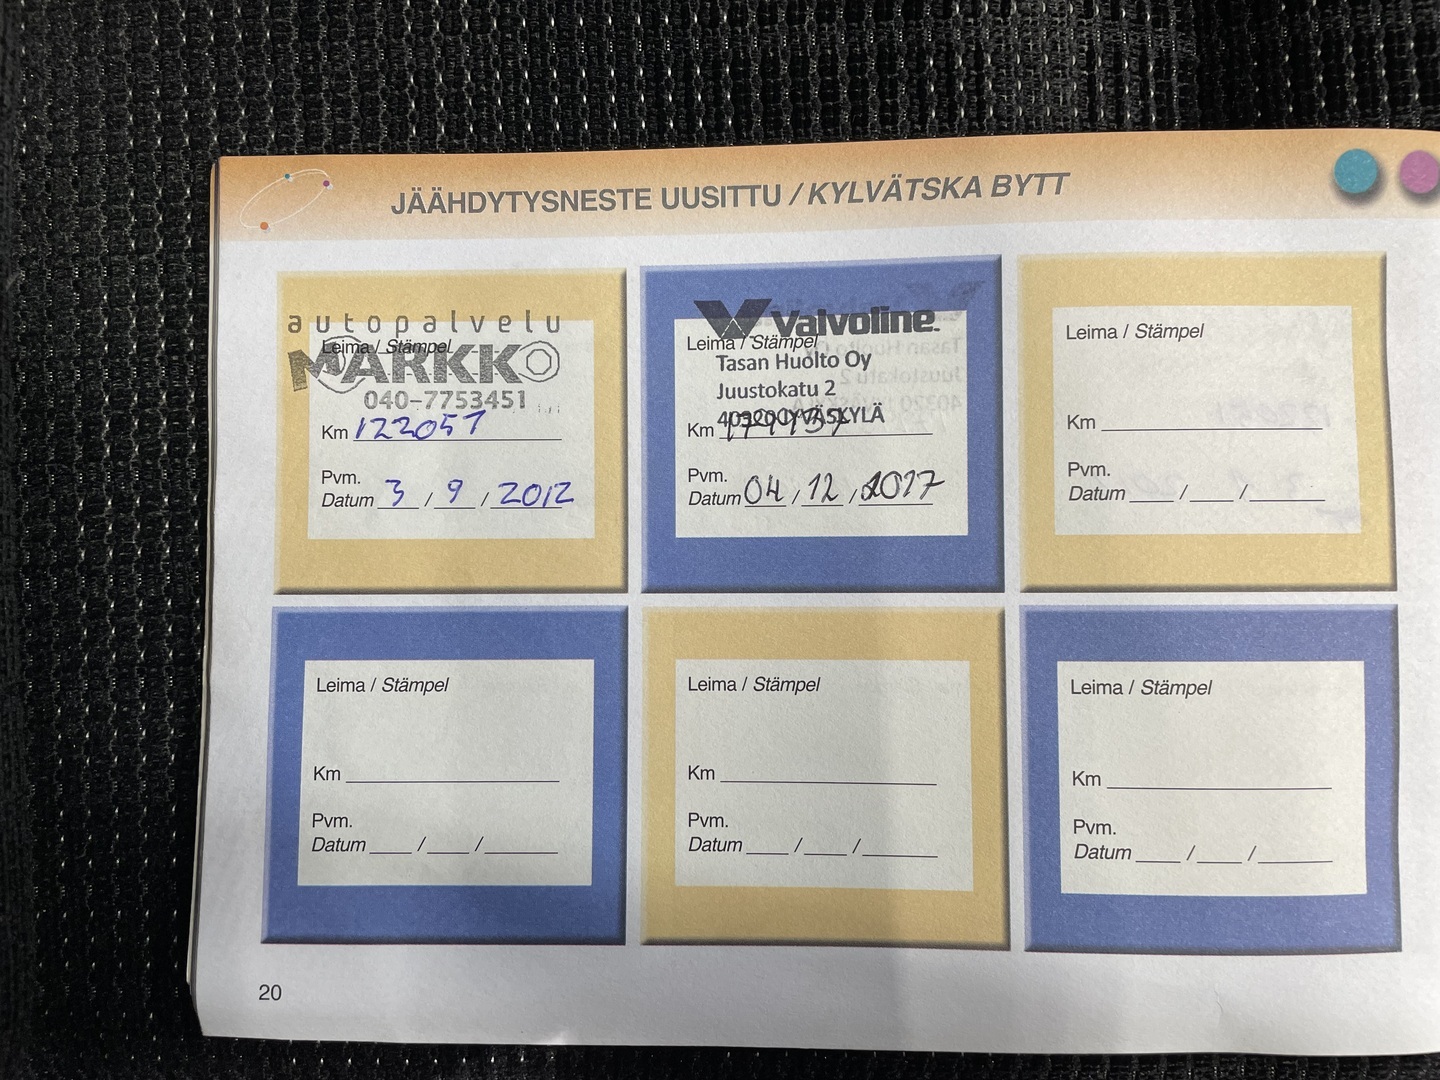 JÄÄHDYTYSNESTE UUSITTU / KYLVÄTSKA BYTT
autopalvelu
Leima / Stämpel
MARKKO
040-7753451
Km 122057
Pvm.
Datum 3 / 9 / 2012
Valvoline.
Leima / Stämpel
Tasan Huolto Oy
Juustokatu 2
40320 JYVÄSKYLÄ
Km
Pvm.
Datum 04 / 12 / 2017
Leima / Stämpel
Km
Pvm.
Datum / /
Leima / Stämpel
Km
Pvm.
Datum / /
Leima / Stämpel
Km
Pvm.
Datum / /
Leima / Stämpel
Km
Pvm.
Datum / /
20